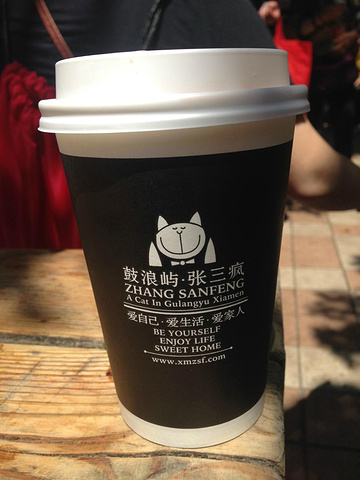 鼓浪屿·张三疯
ZHANG SANFENG
A Cat In Gulangyu Xiamen
爱自己·爱生活·爱家人
BE YOURSELF
ENJOY LIFE
SWEET HOME
www.xmzsf.com